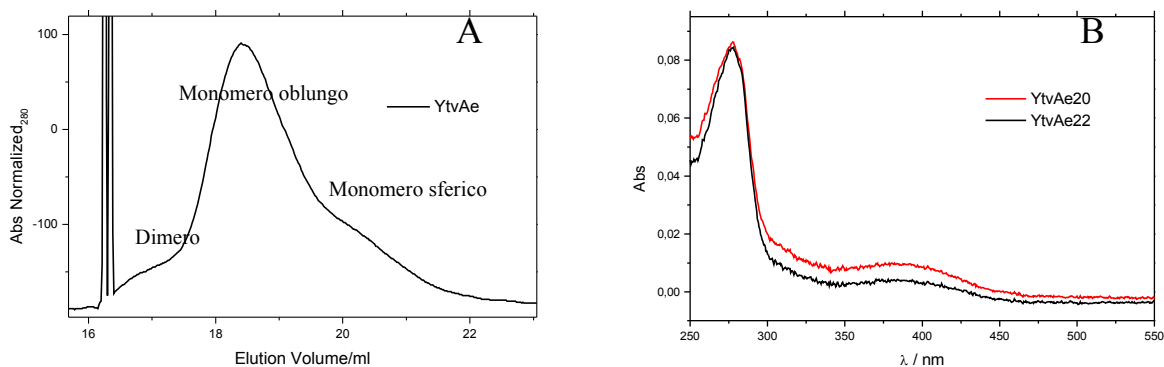 A
100
0
-100
Abs Normalized280
Monomero oblungo
YtvAe
Monomero sferico
Dimero
16
18
20
22
Elution Volume/ml
B
0,08
0,06
0,04
0,02
0,00
Abs
YtvAe20
YtvAe22
250
300
350
400
450
500
550
λ / nm